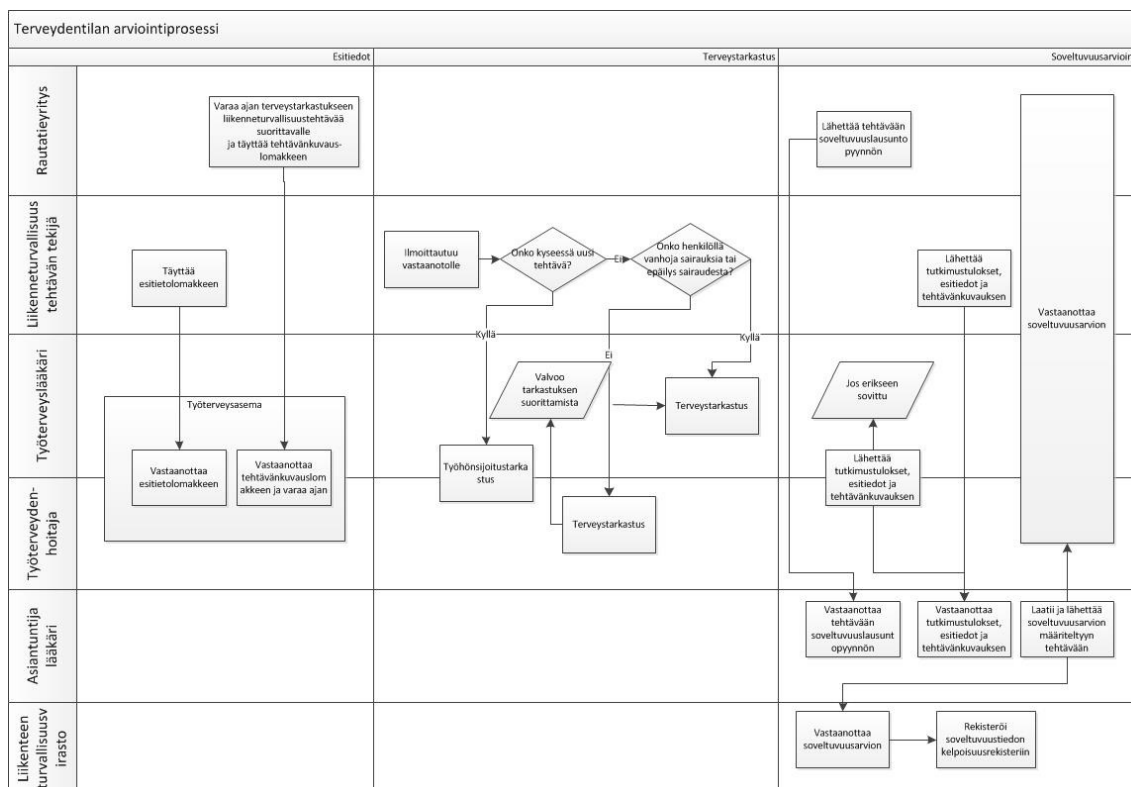 Terveydentilan arviointiprosessi
Esitiedot
Terveystarkastus
Soveltuvuusarvioin
Rautatieyritys
Varaa ajan terveystarkastukseen
liikenneturvallisuustehtävää
suorittavalle
ja täyttää tehtävänkuvaus-
lomakkeen
Lähettää tehtävään
soveltuvuuslausunto
pyynnön
Liikenneturvallisuus
tehtävän tekijä
Täyttää
esitietolomakkeen
Ilmoittautuu
vastaanotolle
Onko kyseessä uusi
tehtävä?
Ei
Onko henkilöllä
vanhoja sairauksia tai
epäilys sairaudesta?
Kyllä
Ei
Kyllä
Lähettää
tutkimustulokset,
esitiedot ja
tehtävänkuvauksen
Vastaanottaa
soveltuvuusarvion
Työterveyslääkäri
Työterveysasema
Vastaanottaa
esitietolomakkeen
Vastaanottaa
tehtävänkuvauslom
akkeen ja varaa ajan
Valvoo
tarkastuksen
suorittamista
Terveystarkastus
Työhönsijoitustarka
stus
Jos erikseen
sovittu
Lähettää
tutkimustulokset,
esitiedot ja
tehtävänkuvauksen
Työterveyden-
hoitaja
Terveystarkastus
Asiantuntija
lääkäri
Vastaanottaa
tehtävään
soveltuvuuslausunt
opyynnön
Vastaanottaa
tutkimustulokset,
esitiedot ja
tehtävänkuvauksen
Laatii ja lähettää
soveltuvuusarvion
määriteltyyn
tehtävään
Liikenteen
turvallisuusv
irasto
Vastaanottaa
soveltuvuusarvion
Rekisteröi
soveltuvuustiedon
kelpoisuusrekisteriin